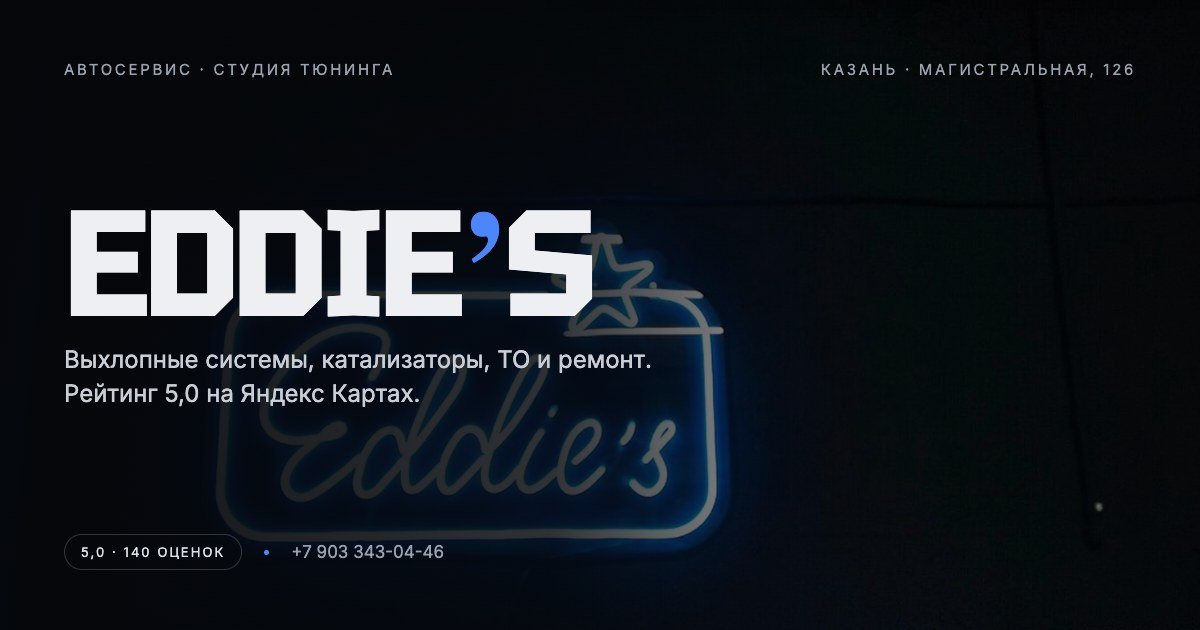 АВТОСЕРВИС · СТУДИЯ ТЮНИНГА
КАЗАНЬ · МАГИСТРАЛЬНАЯ, 126
EDDIE’S
Выхлопные системы, катализаторы, ТО и ремонт.
Рейтинг 5,0 на Яндекс Картах.
Eddie's
5,0 · 140 ОЦЕНОК • +7 903 343-04-46